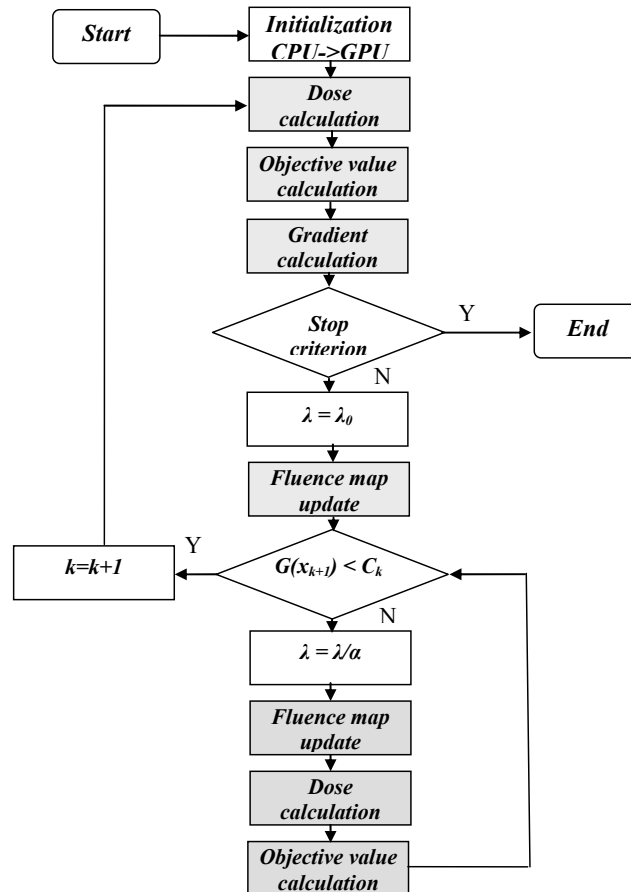 Start
Initialization
CPU->GPU
Dose
calculation
Objective value
calculation
Gradient
calculation
Stop
criterion
Y
End
N
λ = λ₀
Fluence map
update
G(xₖ₊₁) < Cₖ
Y
k=k+1
N
λ = λ/α
Fluence map
update
Dose
calculation
Objective value
calculation